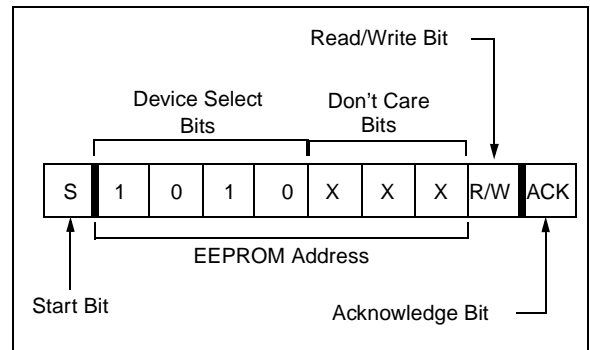 Read/Write Bit
Device Select
Bits
Don't Care
Bits
S 1 0 1 0 X X X R/W ACK
EEPROM Address
Start Bit
Acknowledge Bit